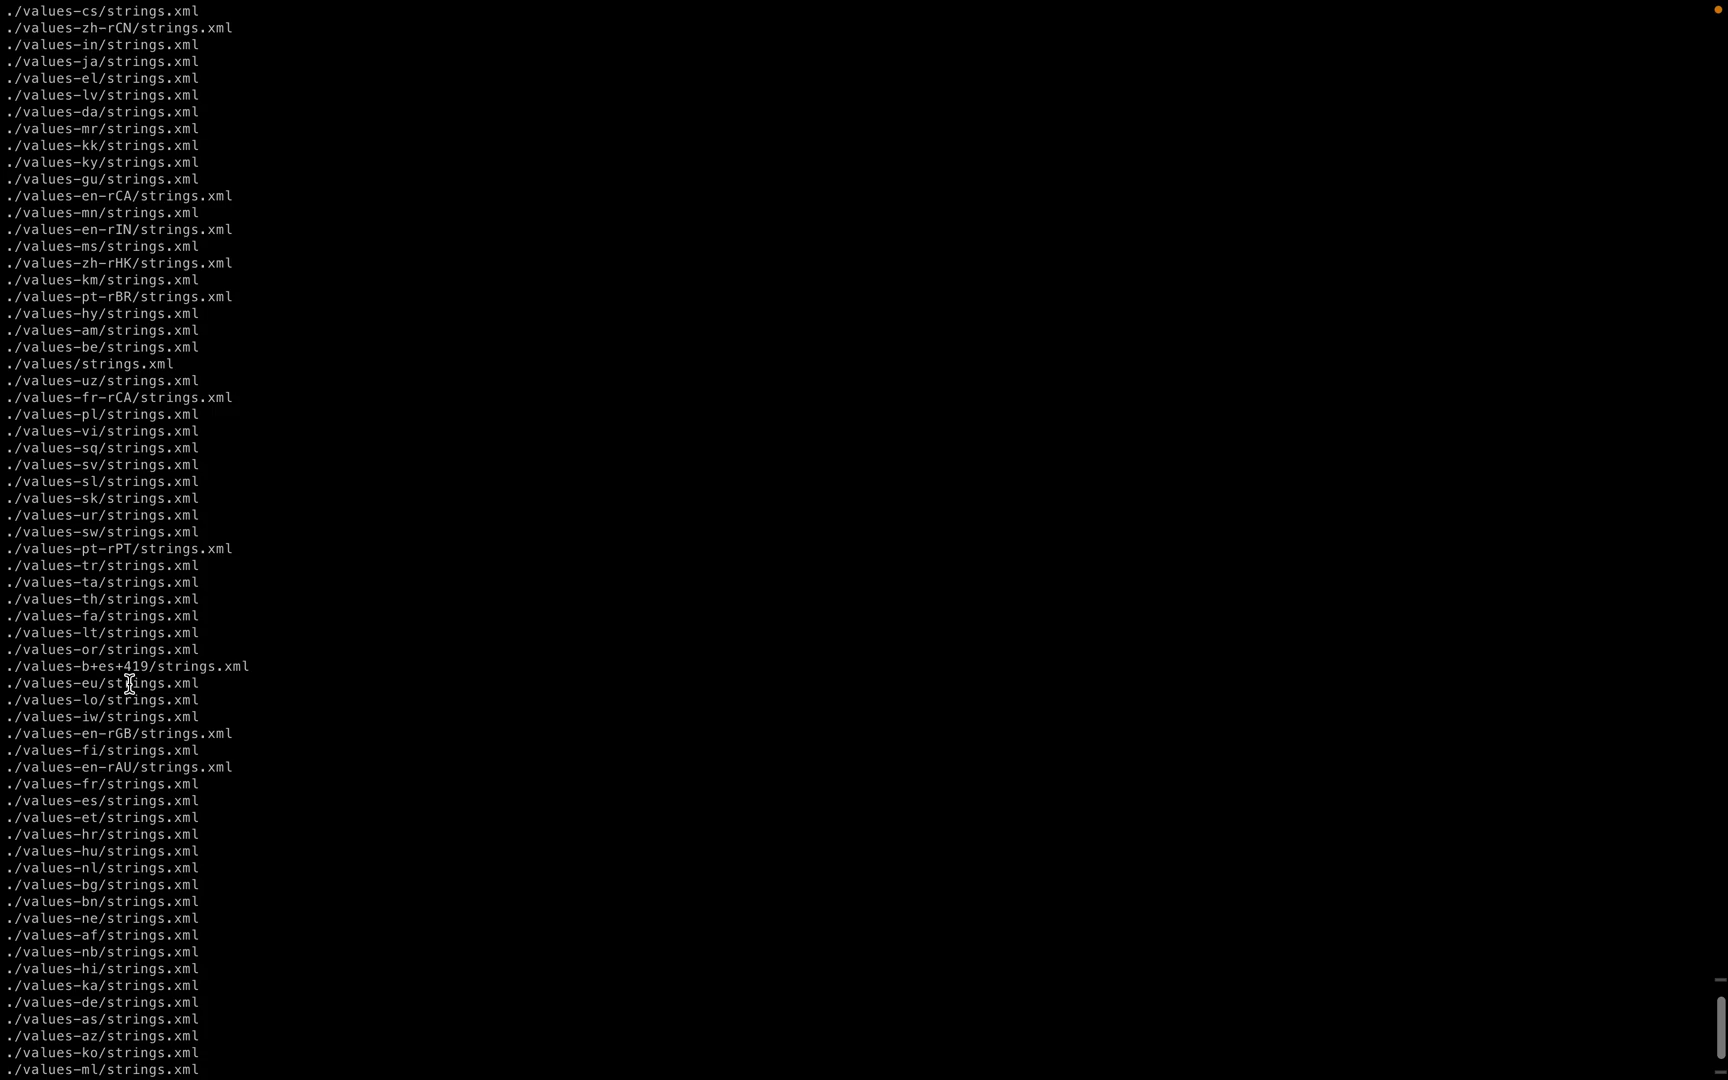 ./values-cs/strings.xml
./values-zh-rCN/strings.xml
./values-in/strings.xml
./values-ja/strings.xml
./values-el/strings.xml
./values-lv/strings.xml
./values-da/strings.xml
./values-mr/strings.xml
./values-kk/strings.xml
./values-ky/strings.xml
./values-gu/strings.xml
./values-en-rCA/strings.xml
./values-mn/strings.xml
./values-en-rIN/strings.xml
./values-ms/strings.xml
./values-zh-rHK/strings.xml
./values-km/strings.xml
./values-pt-rBR/strings.xml
./values-hy/strings.xml
./values-am/strings.xml
./values-be/strings.xml
./values/strings.xml
./values-uz/strings.xml
./values-fr-rCA/strings.xml
./values-pl/strings.xml
./values-vi/strings.xml
./values-sq/strings.xml
./values-sv/strings.xml
./values-sl/strings.xml
./values-sk/strings.xml
./values-ur/strings.xml
./values-sw/strings.xml
./values-pt-rPT/strings.xml
./values-tr/strings.xml
./values-ta/strings.xml
./values-th/strings.xml
./values-fa/strings.xml
./values-lt/strings.xml
./values-or/strings.xml
./values-b+es+419/strings.xml
./values-eu/strings.xml
./values-lo/strings.xml
./values-iw/strings.xml
./values-en-rGB/strings.xml
./values-fi/strings.xml
./values-en-rAU/strings.xml
./values-fr/strings.xml
./values-es/strings.xml
./values-et/strings.xml
./values-hr/strings.xml
./values-hu/strings.xml
./values-nl/strings.xml
./values-bg/strings.xml
./values-bn/strings.xml
./values-ne/strings.xml
./values-af/strings.xml
./values-nb/strings.xml
./values-hi/strings.xml
./values-ka/strings.xml
./values-de/strings.xml
./values-as/strings.xml
./values-az/strings.xml
./values-ko/strings.xml
./values-ml/strings.xml